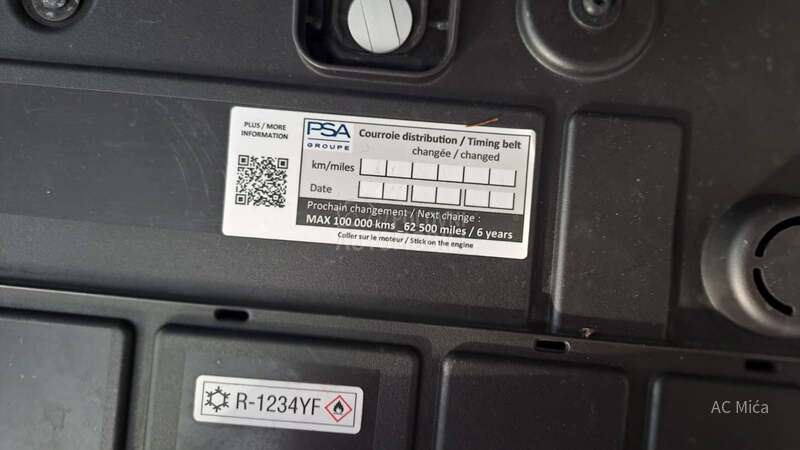 PLUS / MORE
INFORMATION
PSA
GROUPE
Courroie distribution / Timing belt
changée / changed
km/miles
Date
Prochain changement / Next change :
MAX 100 000 kms _62 500 miles / 6 years
Coller sur le moteur / Stick on the engine
R-1234YF
AC Mića